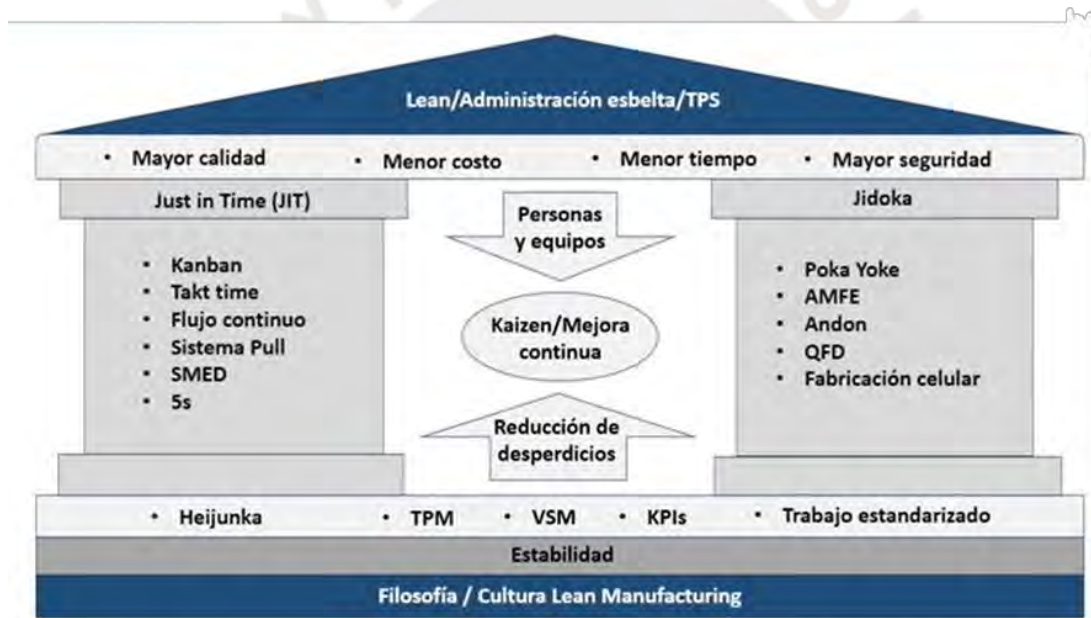 Lean/Administración esbelta/TPS
• Mayor calidad • Menor costo • Menor tiempo • Mayor seguridad
Just in Time (JIT)
• Kanban
• Takt time
• Flujo continuo
• Sistema Pull
• SMED
• 5s
Personas
y equipos
Kaizen/Mejora
continua
Reducción de
desperdicios
Jidoka
• Poka Yoke
• AMFE
• Andon
• QFD
• Fabricación celular
• Heijunka • TPM • VSM • KPIs • Trabajo estandarizado
Estabilidad
Filosofía / Cultura Lean Manufacturing